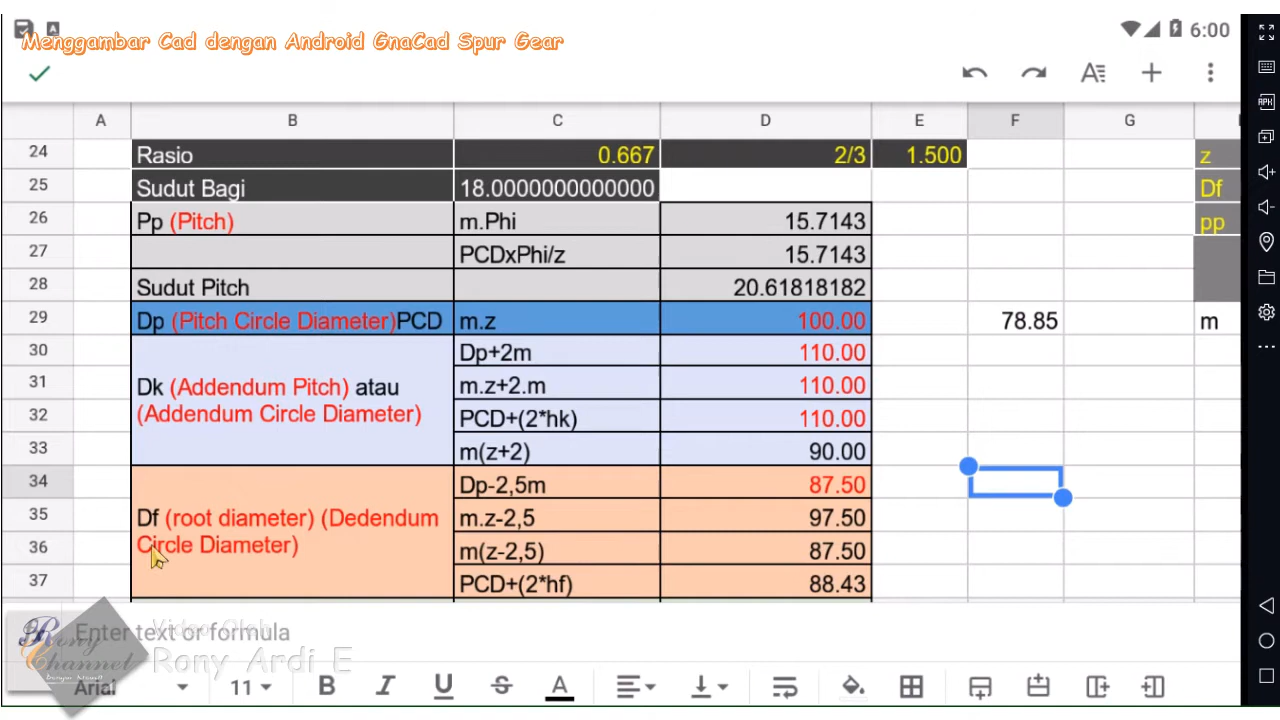 Menggambar Cad dengan Android GnaCad Spur Gear
6:00
A B C D E F G
24 Rasio 0.667 2/3 1.500 z
25 Sudut Bagi 18.0000000000000 Df
26 Pp (Pitch) m.Phi 15.7143 pp
27 PCDxPhi/z 15.7143
28 Sudut Pitch 20.61818182
29 Dp (Pitch Circle Diameter)PCD m.z 100.00 78.85 m
30 Dp+2m 110.00
31 Dk (Addendum Pitch) atau m.z+2.m 110.00
32 (Addendum Circle Diameter) PCD+(2*hk) 110.00
33 m(z+2) 90.00
34 Dp-2,5m 87.50
35 Df (root diameter) (Dedendum m.z-2,5 97.50
36 Circle Diameter) m(z-2,5) 87.50
37 PCD+(2*hf) 88.43
Enter text or formula
Video Oleh
Rony Ardi E
Rony
Channel
Arial 11 B I U S A